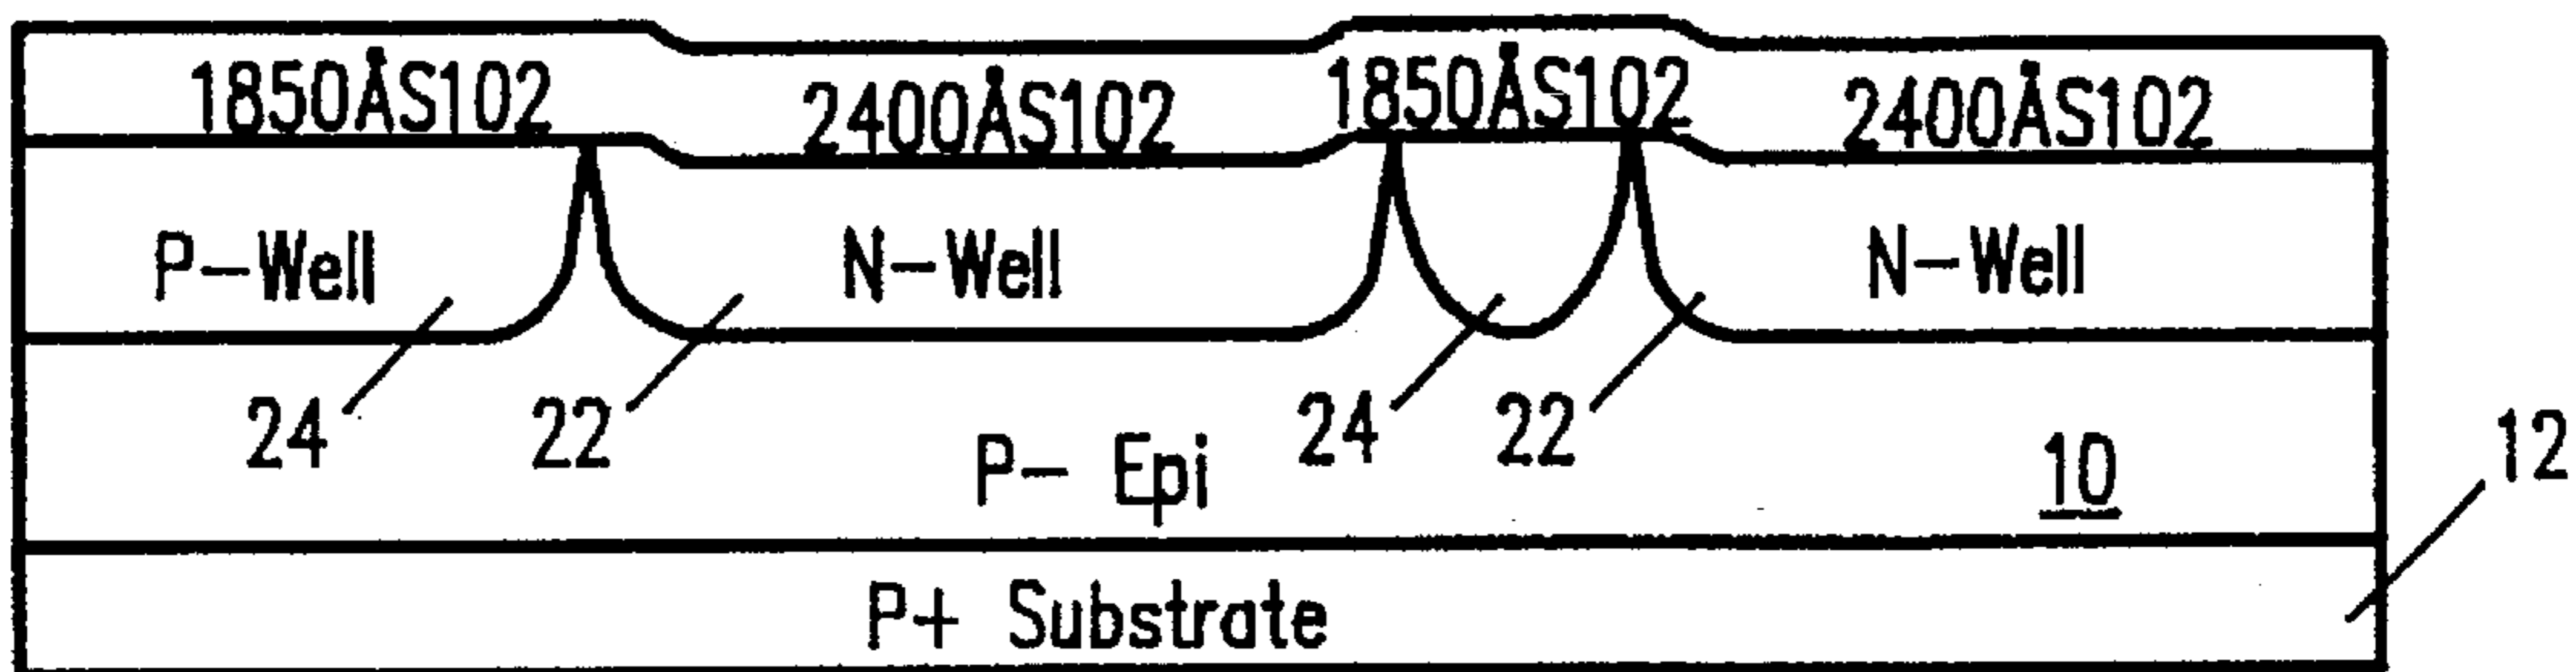 1850ÅS102
2400ÅS102
1850ÅS102
2400ÅS102
P-Well
N-Well
N-Well
24
22
24
22
12
P- Epi
10
P+ Substrate